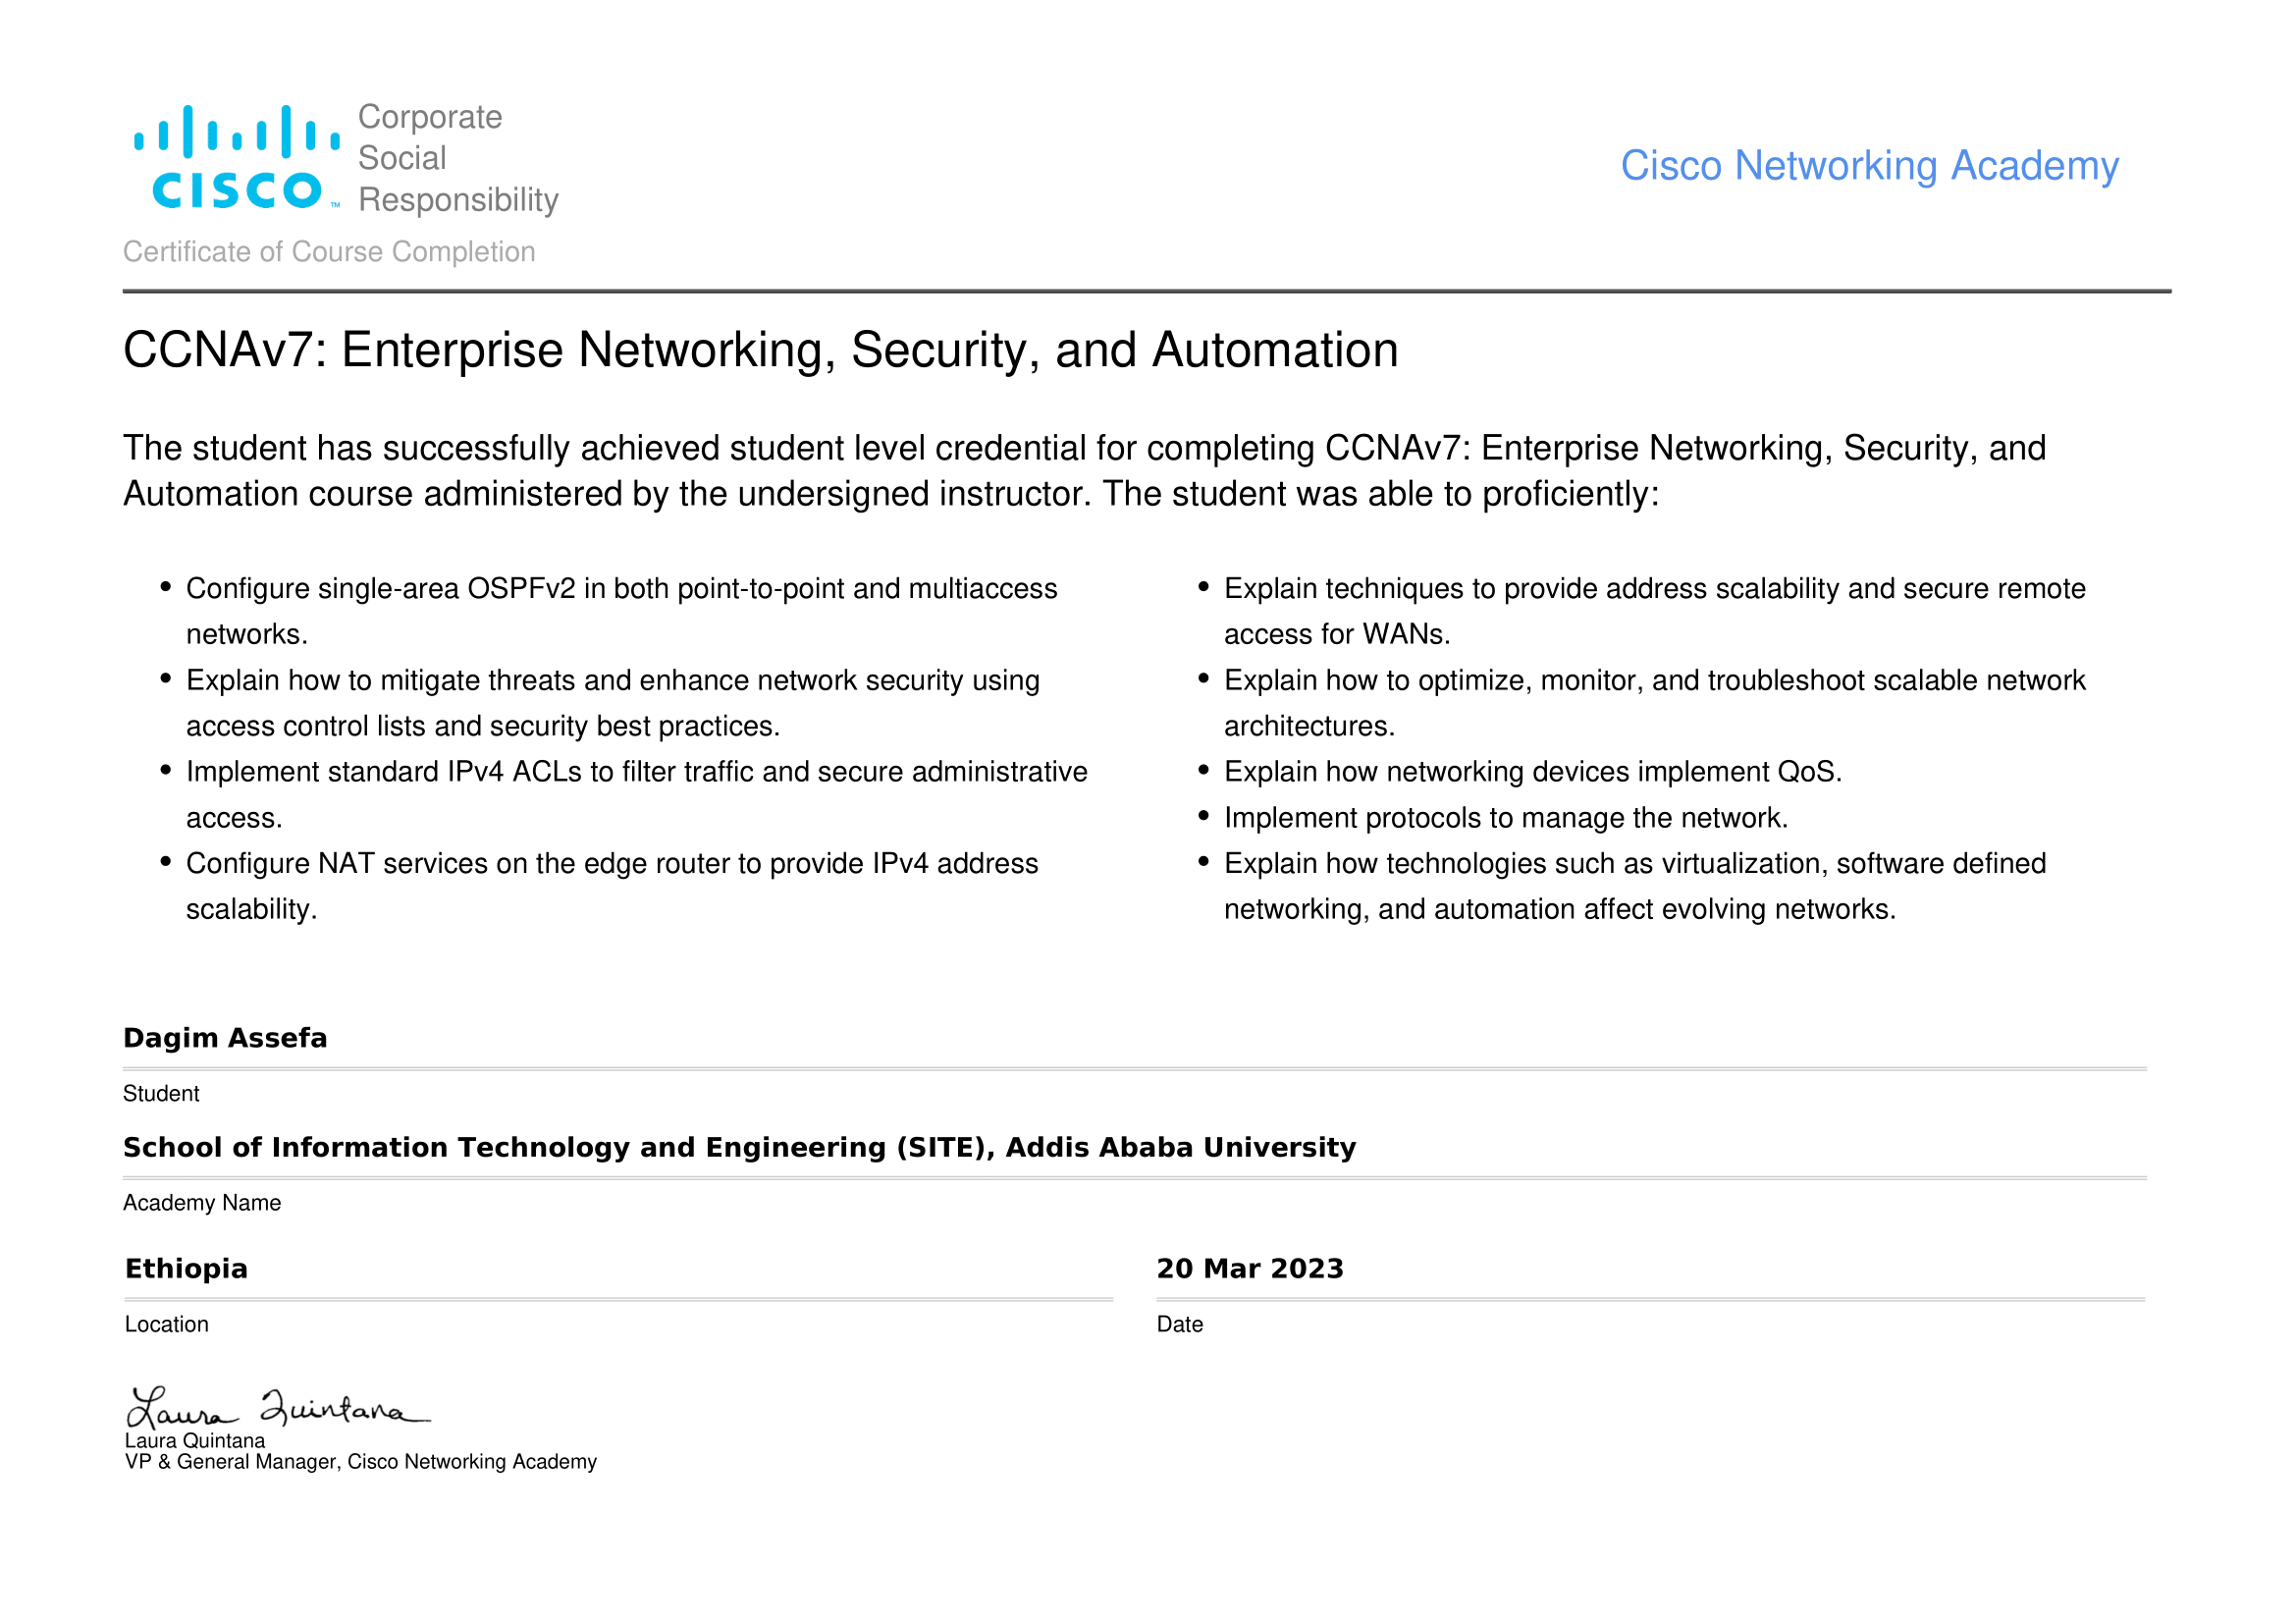 Corporate
Social
Responsibility
CISCO™
Cisco Networking Academy
Certificate of Course Completion
CCNAv7: Enterprise Networking, Security, and Automation
The student has successfully achieved student level credential for completing CCNAv7: Enterprise Networking, Security, and
Automation course administered by the undersigned instructor. The student was able to proficiently:
• Configure single-area OSPFv2 in both point-to-point and multiaccess
networks.
• Explain how to mitigate threats and enhance network security using
access control lists and security best practices.
• Implement standard IPv4 ACLs to filter traffic and secure administrative
access.
• Configure NAT services on the edge router to provide IPv4 address
scalability.
• Explain techniques to provide address scalability and secure remote
access for WANs.
• Explain how to optimize, monitor, and troubleshoot scalable network
architectures.
• Explain how networking devices implement QoS.
• Implement protocols to manage the network.
• Explain how technologies such as virtualization, software defined
networking, and automation affect evolving networks.
Dagim Assefa
Student
School of Information Technology and Engineering (SITE), Addis Ababa University
Academy Name
Ethiopia
Location
20 Mar 2023
Date
Laura Quintana
Laura Quintana
VP & General Manager, Cisco Networking Academy